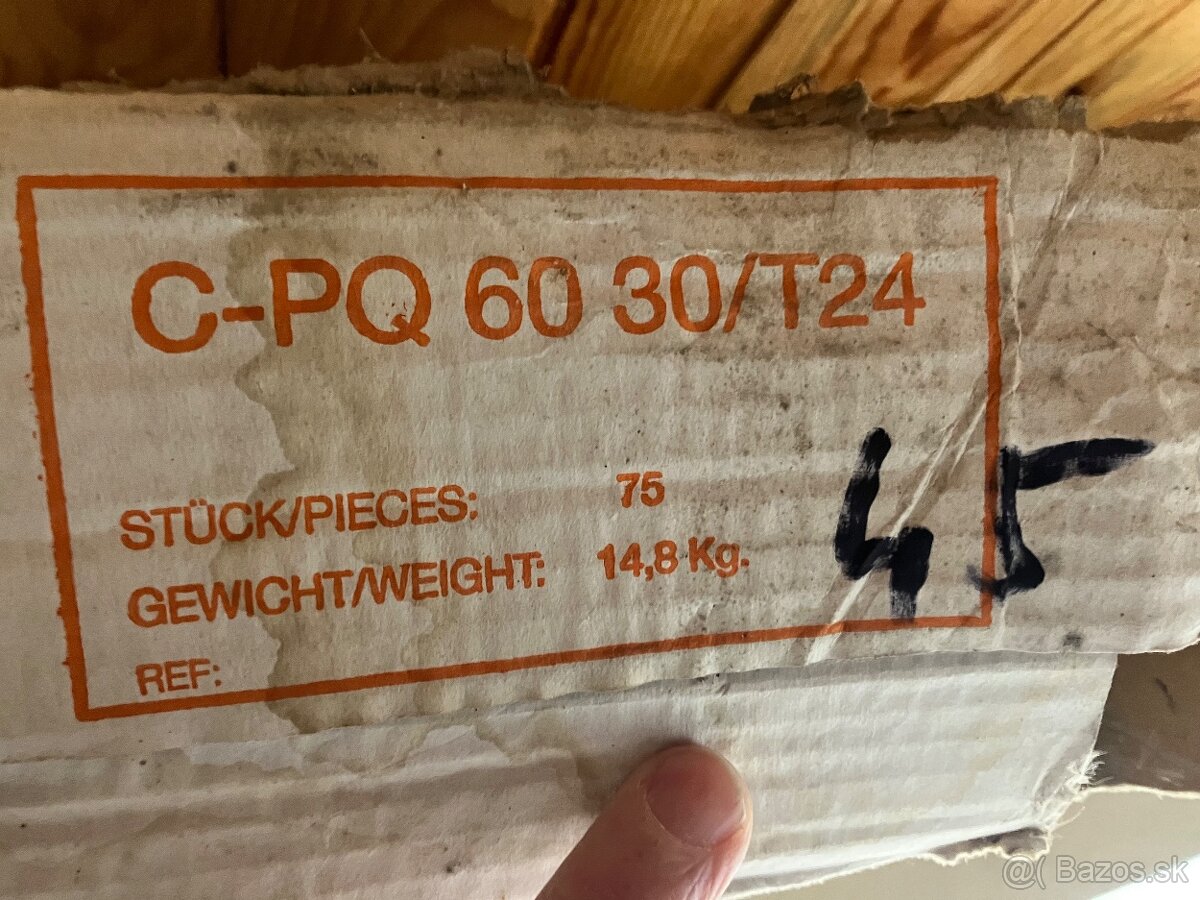 C-PQ 60 30/T24
STÜCK/PIECES: 75
GEWICHT/WEIGHT: 14,8 Kg.
45
REF:
@( Bazos.sk